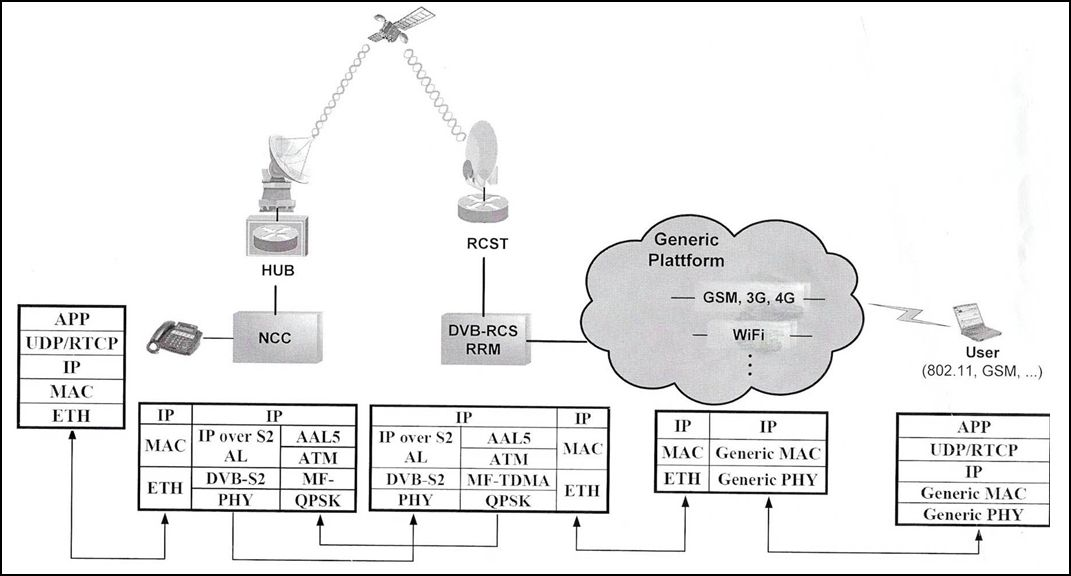 HUB
RCST
Generic
Plattform
GSM, 3G, 4G
WiFi
NCC
DVB-RCS
RRM
User
(802.11, GSM, ...)
APP
UDP/RTCP
IP
MAC
ETH
IP
IP
MAC
IP over S2
AL
AAL5
ATM
ETH
DVB-S2
MF-
PHY
QPSK
IP
IP
IP over S2
AL
AAL5
ATM
MAC
DVB-S2
MF-TDMA
ETH
PHY
QPSK
IP
IP
MAC
Generic MAC
ETH
Generic PHY
APP
UDP/RTCP
IP
Generic MAC
Generic PHY